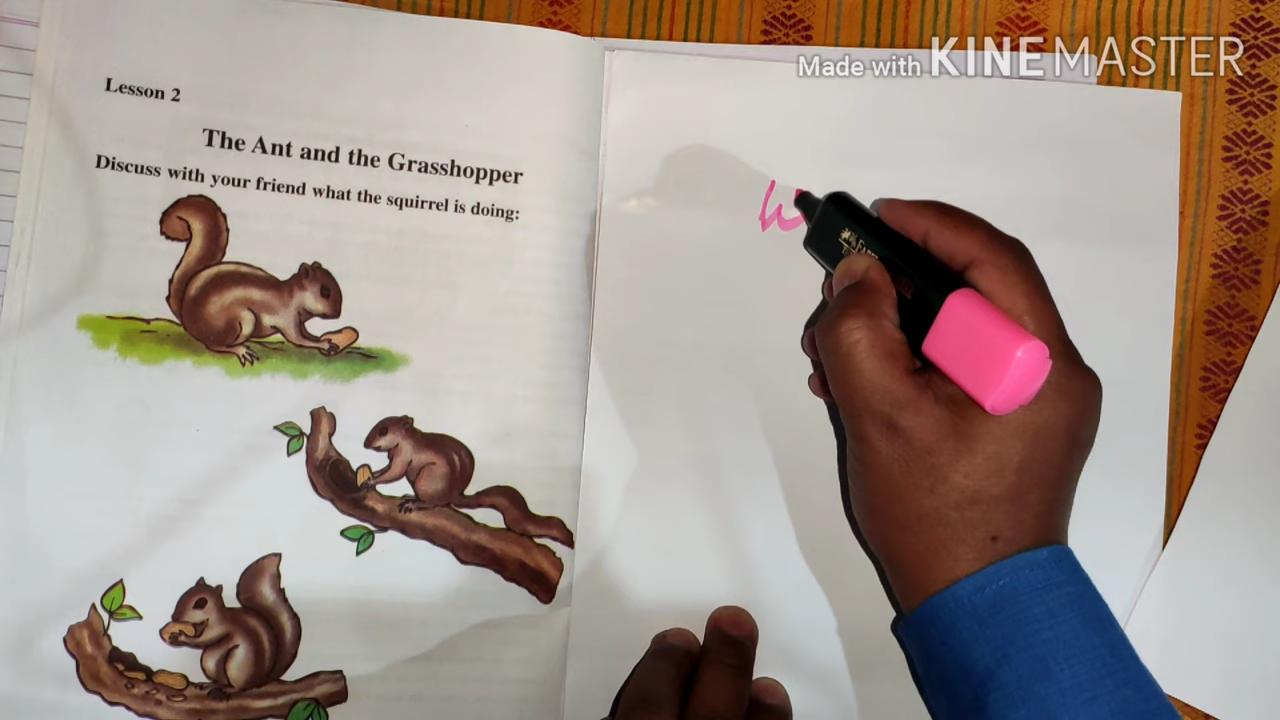 Lesson 2
The Ant and the Grasshopper
Discuss with your friend what the squirrel is doing:
Made with KINEMASTER